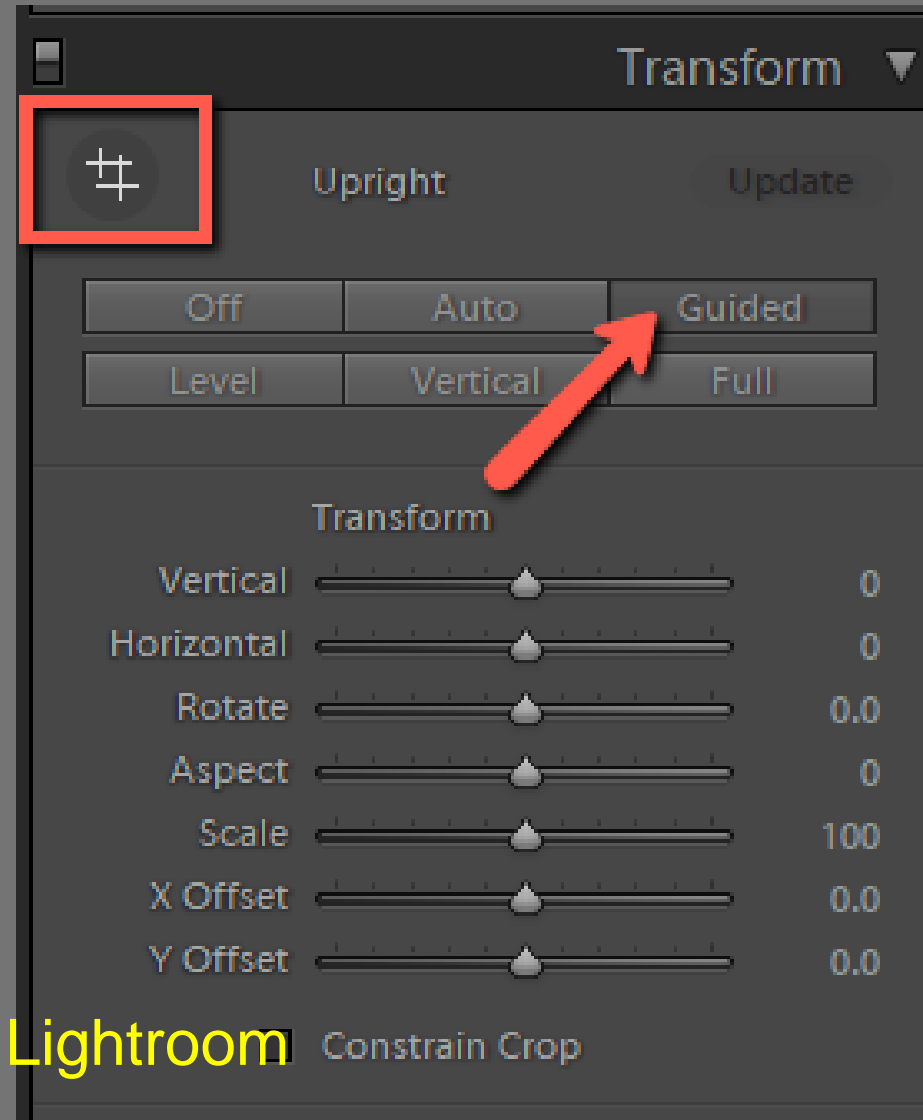 Transform
Upright Update
Off Auto Guided
Level Vertical Full
Transform
Vertical 0
Horizontal 0
Rotate 0.0
Aspect 0
Scale 100
X Offset 0.0
Y Offset 0.0
Lightroom Constrain Crop